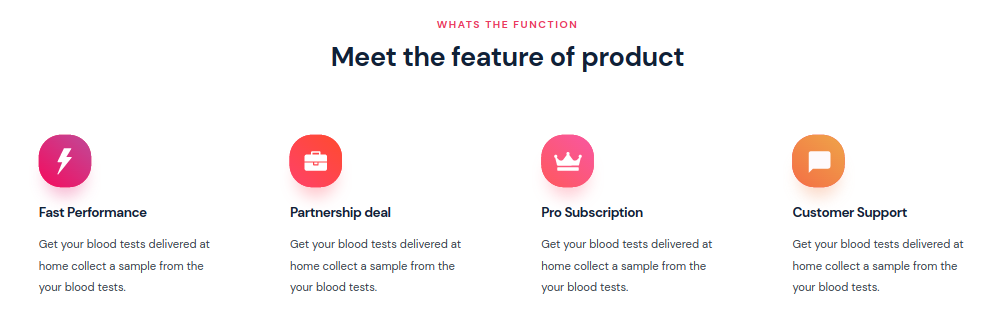 WHATS THE FUNCTION
Meet the feature of product
Fast Performance
Get your blood tests delivered at
home collect a sample from the
your blood tests.
Partnership deal
Get your blood tests delivered at
home collect a sample from the
your blood tests.
Pro Subscription
Get your blood tests delivered at
home collect a sample from the
your blood tests.
Customer Support
Get your blood tests delivered at
home collect a sample from the
your blood tests.